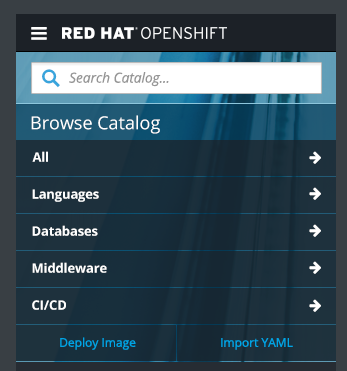 RED HAT® OPENSHIFT
Search Catalog...
Browse Catalog
All
Languages
Databases
Middleware
CI/CD
Deploy Image Import YAML